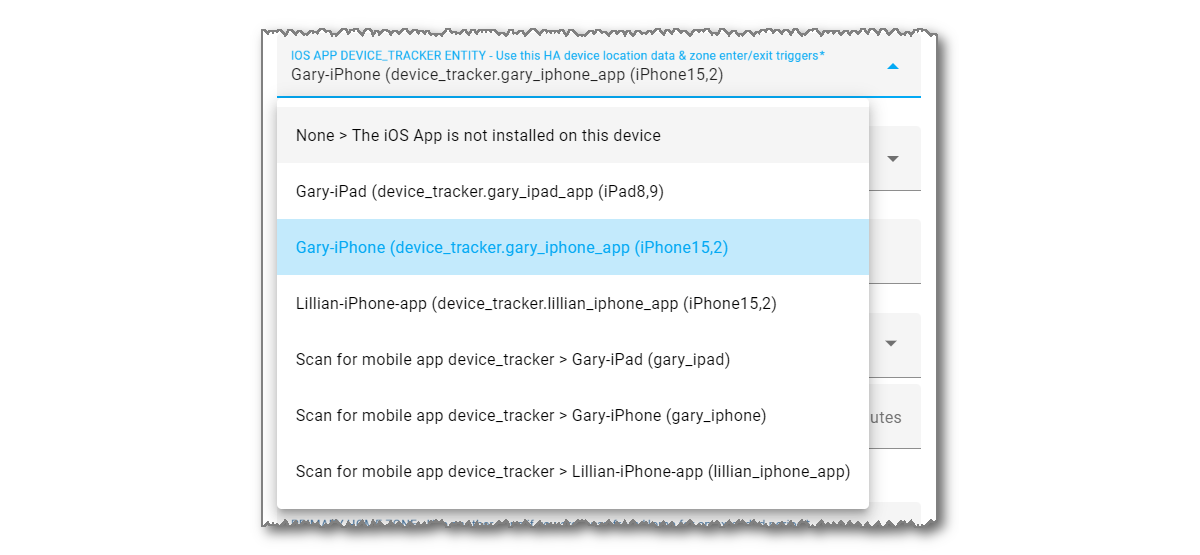 IOS APP DEVICE_TRACKER ENTITY - Use this HA device location data & zone enter/exit triggers*
Gary-iPhone (device_tracker.gary_iphone_app (iPhone15,2)
None > The iOS App is not installed on this device
Gary-iPad (device_tracker.gary_ipad_app (iPad8,9)
Gary-iPhone (device_tracker.gary_iphone_app (iPhone15,2)
Lillian-iPhone-app (device_tracker.lillian_iphone_app (iPhone15,2)
Scan for mobile app device_tracker > Gary-iPad (gary_ipad)
Scan for mobile app device_tracker > Gary-iPhone (gary_iphone)
utes
Scan for mobile app device_tracker > Lillian-iPhone-app (lillian_iphone_app)